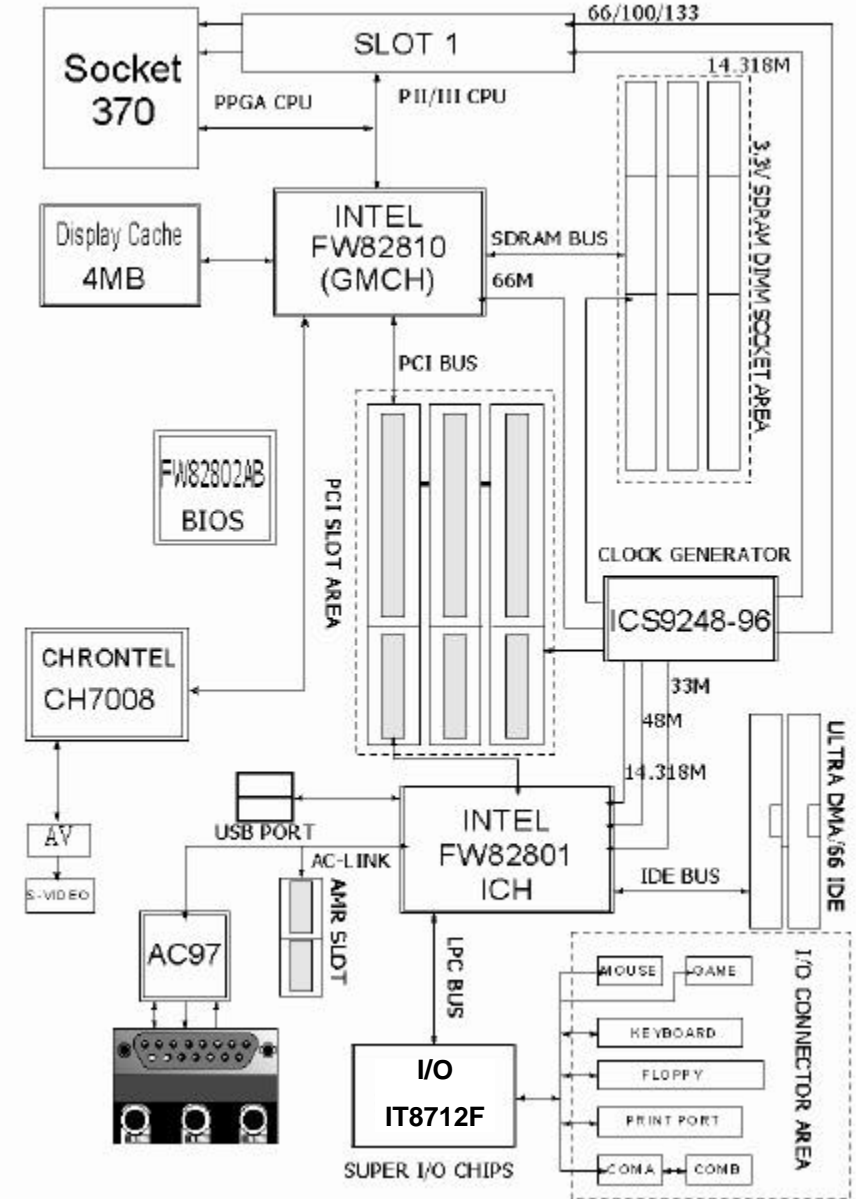 66/100/133
Socket
370
SLOT 1
14.318M
PPGA CPU
PII/III CPU
3.3V SDRAM DIMM SOCKET AREA
Display Cache
4MB
INTEL
FW82810
(GMCH)
SDRAM BUS
66M
PCI BUS
FW82802AB
BIOS
PCI SLOT AREA
CLOCK GENERATOR
ICS9248-96
CHRONTEL
CH7008
33M
48M
14.318M
ULTRA DMA/66 IDE
USB PORT
INTEL
FW82801
ICH
AV
AC-LINK
IDE BUS
S-VIDEO
AMR SLOT
AC97
LPC BUS
I/O CONNECTOR AREA
MOUSE
GAME
KEYBOARD
FLOPPY
PRINT PORT
COMA
COMB
I/O
IT8712F
SUPER I/O CHIPS